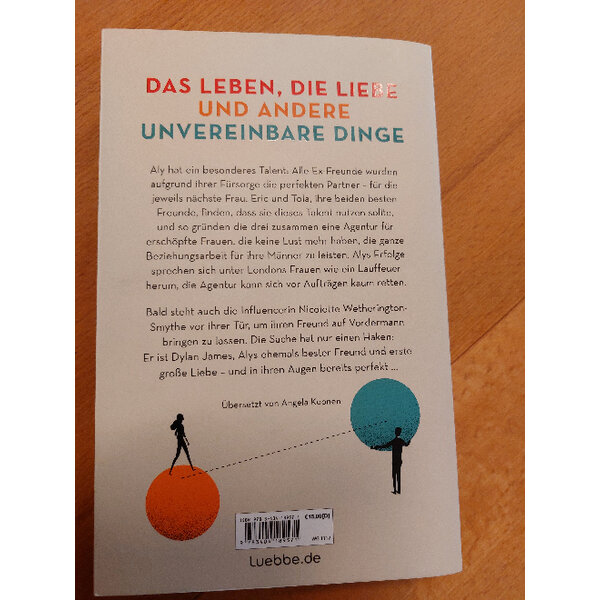 DAS LEBEN, DIE LIEBE
UND ANDERE
UNVEREINBARE DINGE
Aly hat ein besonderes Talent: Alle Ex-Freunde wurden
aufgrund ihrer Fürsorge die perfekten Partner – für die
jeweils nächste Frau. Eric und Tola, ihre beiden besten
Freunde, finden, dass sie dieses Talent nutzen sollte,
und so gründen die drei zusammen eine Agentur für
erschöpfte Frauen, die keine Lust mehr haben, die ganze
Beziehungsarbeit für ihre Männer zu leisten. Alys Erfolge
sprechen sich unter Londons Frauen wie ein Lauffeuer
herum, die Agentur kann sich vor Aufträgen kaum retten.
Bald steht auch die Influencerin Nicolette Wetherington-
Smythe vor ihrer Tür, um ihren Freund auf Vordermann
bringen zu lassen. Die Sache hat nur einen Haken:
Er ist Dylan James, Alys ehemals bester Freund und erste
große Liebe – und in ihren Augen bereits perfekt ...
Übersetzt von Angela Kuonen
Luebbe.de